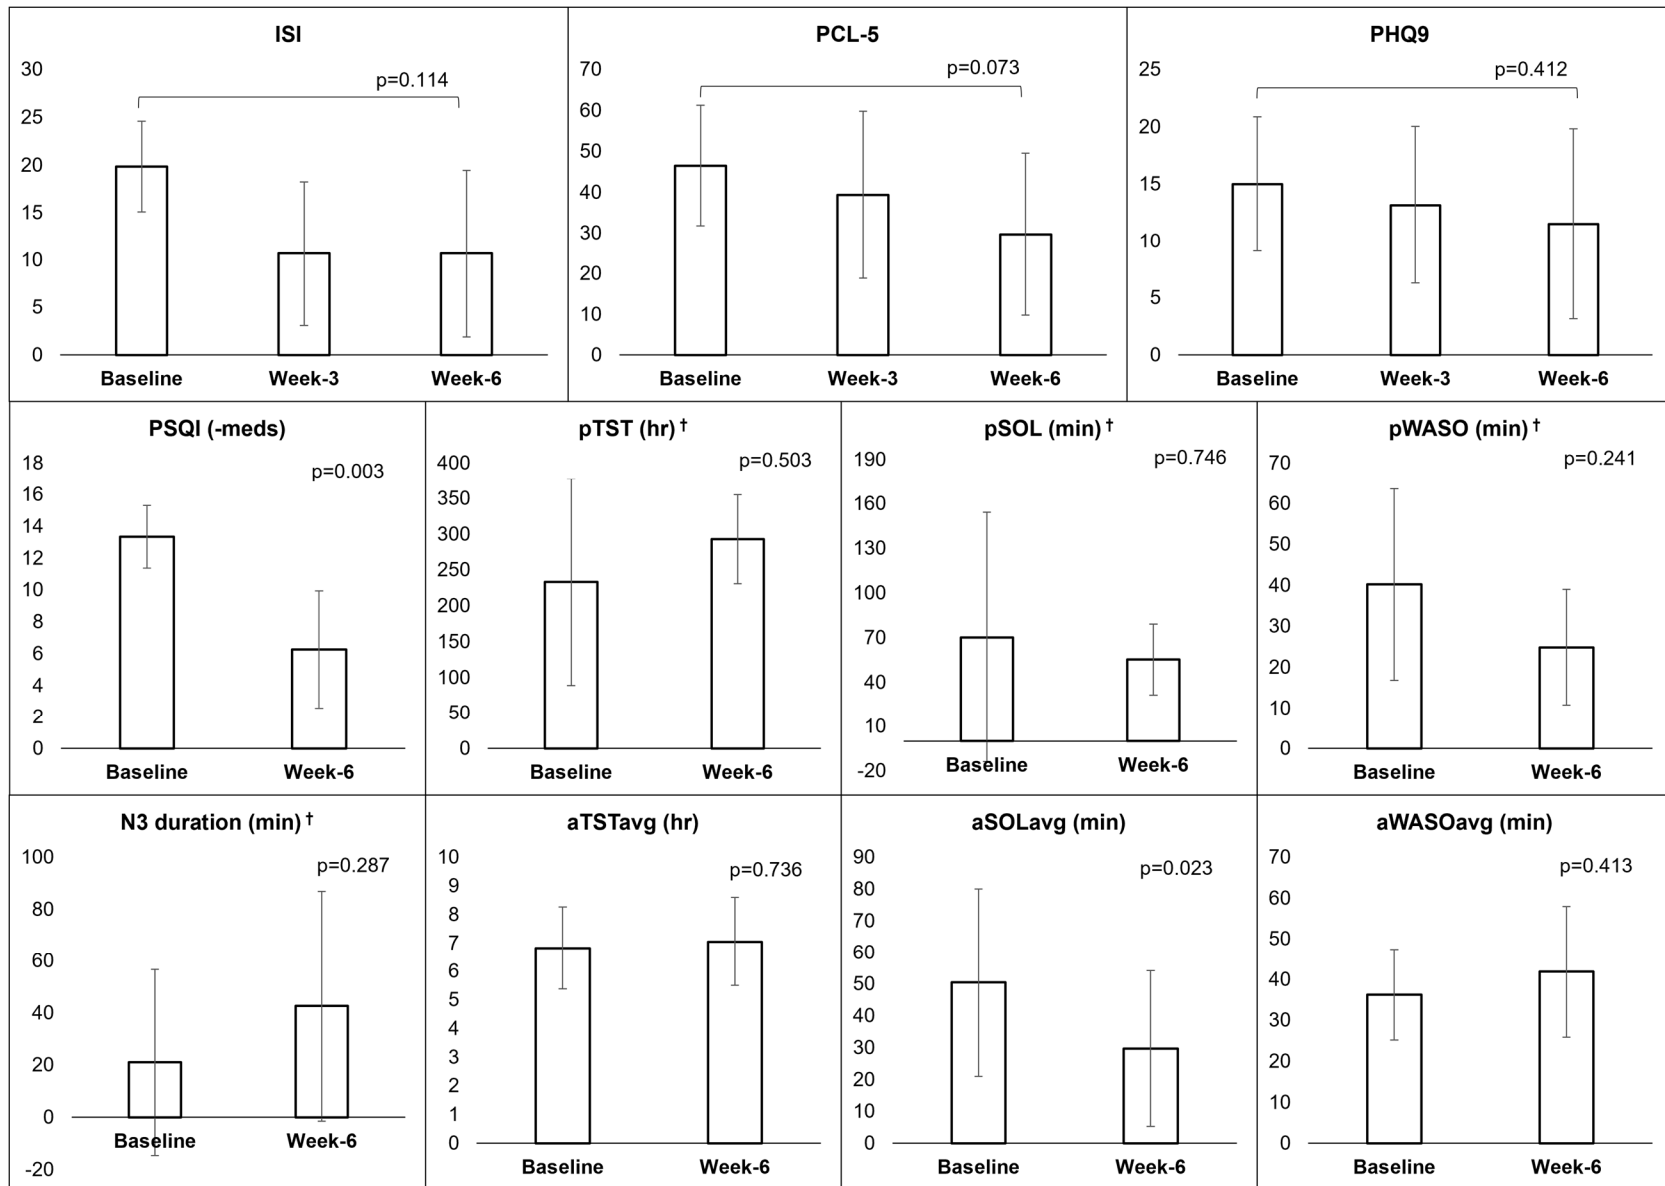 ISI
p=0.114
30
25
20
15
10
5
0
Baseline Week-3 Week-6
PCL-5
p=0.073
70
60
50
40
30
20
10
0
Baseline Week-3 Week-6
PHQ9
p=0.412
25
20
15
10
5
0
Baseline Week-3 Week-6
PSQI (-meds)
p=0.003
18
16
14
12
10
8
6
4
2
0
Baseline Week-6
pTST (hr) †
p=0.503
400
350
300
250
200
150
100
50
0
Baseline Week-6
pSOL (min) †
p=0.746
190
160
130
100
70
40
10
-20
Baseline Week-6
pWASO (min) †
p=0.241
70
60
50
40
30
20
10
0
Baseline Week-6
N3 duration (min) †
p=0.287
100
80
60
40
20
0
-20
Baseline Week-6
aTSTavg (hr)
p=0.736
10
9
8
7
6
5
4
3
2
1
0
Baseline Week-6
aSOLavg (min)
p=0.023
90
80
70
60
50
40
30
20
10
0
Baseline Week-6
aWASOavg (min)
p=0.413
70
60
50
40
30
20
10
0
Baseline Week-6